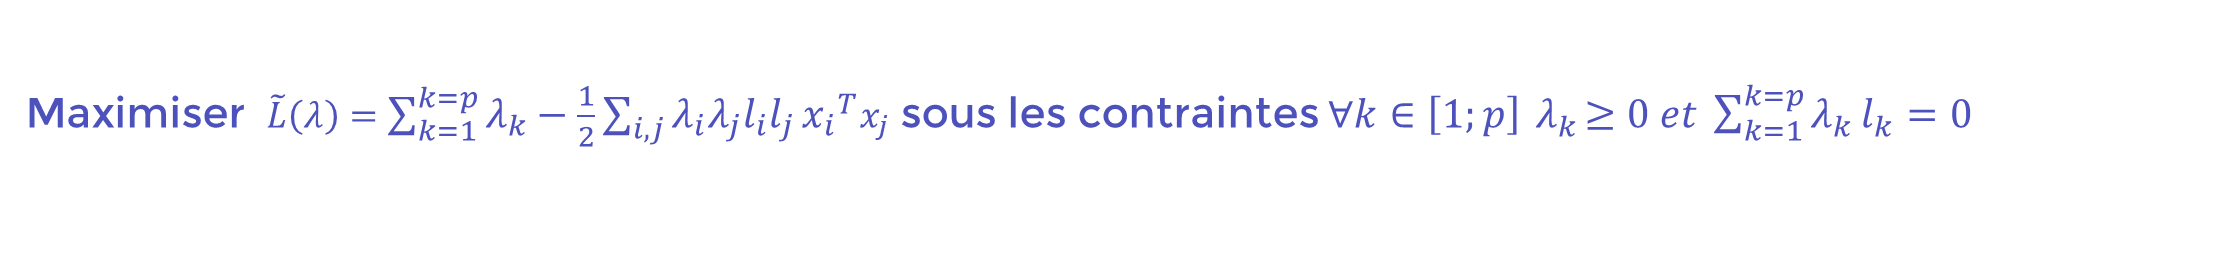 Maximiser L̃(λ) = ∑_{k=1}^{k=p} λ_k − 1/2 ∑_{i,j} λ_i λ_j l_i l_j x_i^T x_j sous les contraintes ∀k ∈ [1; p] λ_k ≥ 0 et ∑_{k=1}^{k=p} λ_k l_k = 0